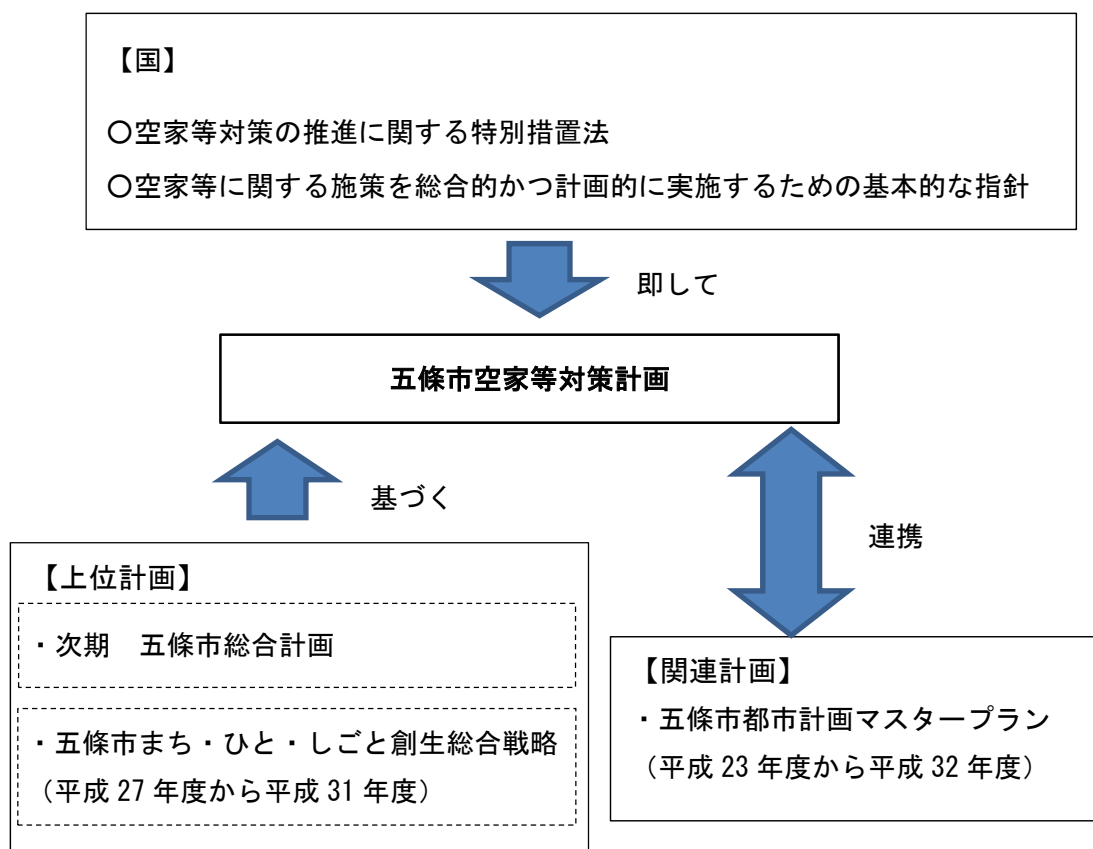 【国】
〇空家等対策の推進に関する特別措置法
〇空家等に関する施策を総合的かつ計画的に実施するための基本的な指針
即して
五條市空家等対策計画
基づく
連携
【上位計画】
・次期　五條市総合計画
・五條市まち・ひと・しごと創生総合戦略
（平成 27 年度から平成 31 年度）
【関連計画】
・五條市都市計画マスタープラン
（平成 23 年度から平成 32 年度）